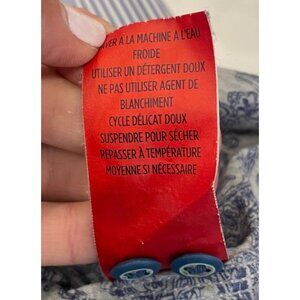 LAVER À LA MACHINE À L'EAU
FROIDE
UTILISER UN DÉTERGENT DOUX
NE PAS UTILISER AGENT DE
BLANCHIMENT
CYCLE DÉLICAT DOUX
SUSPENDRE POUR SÉCHER
REPASSER À TEMPÉRATURE
MOYENNE SI NÉCESSAIRE